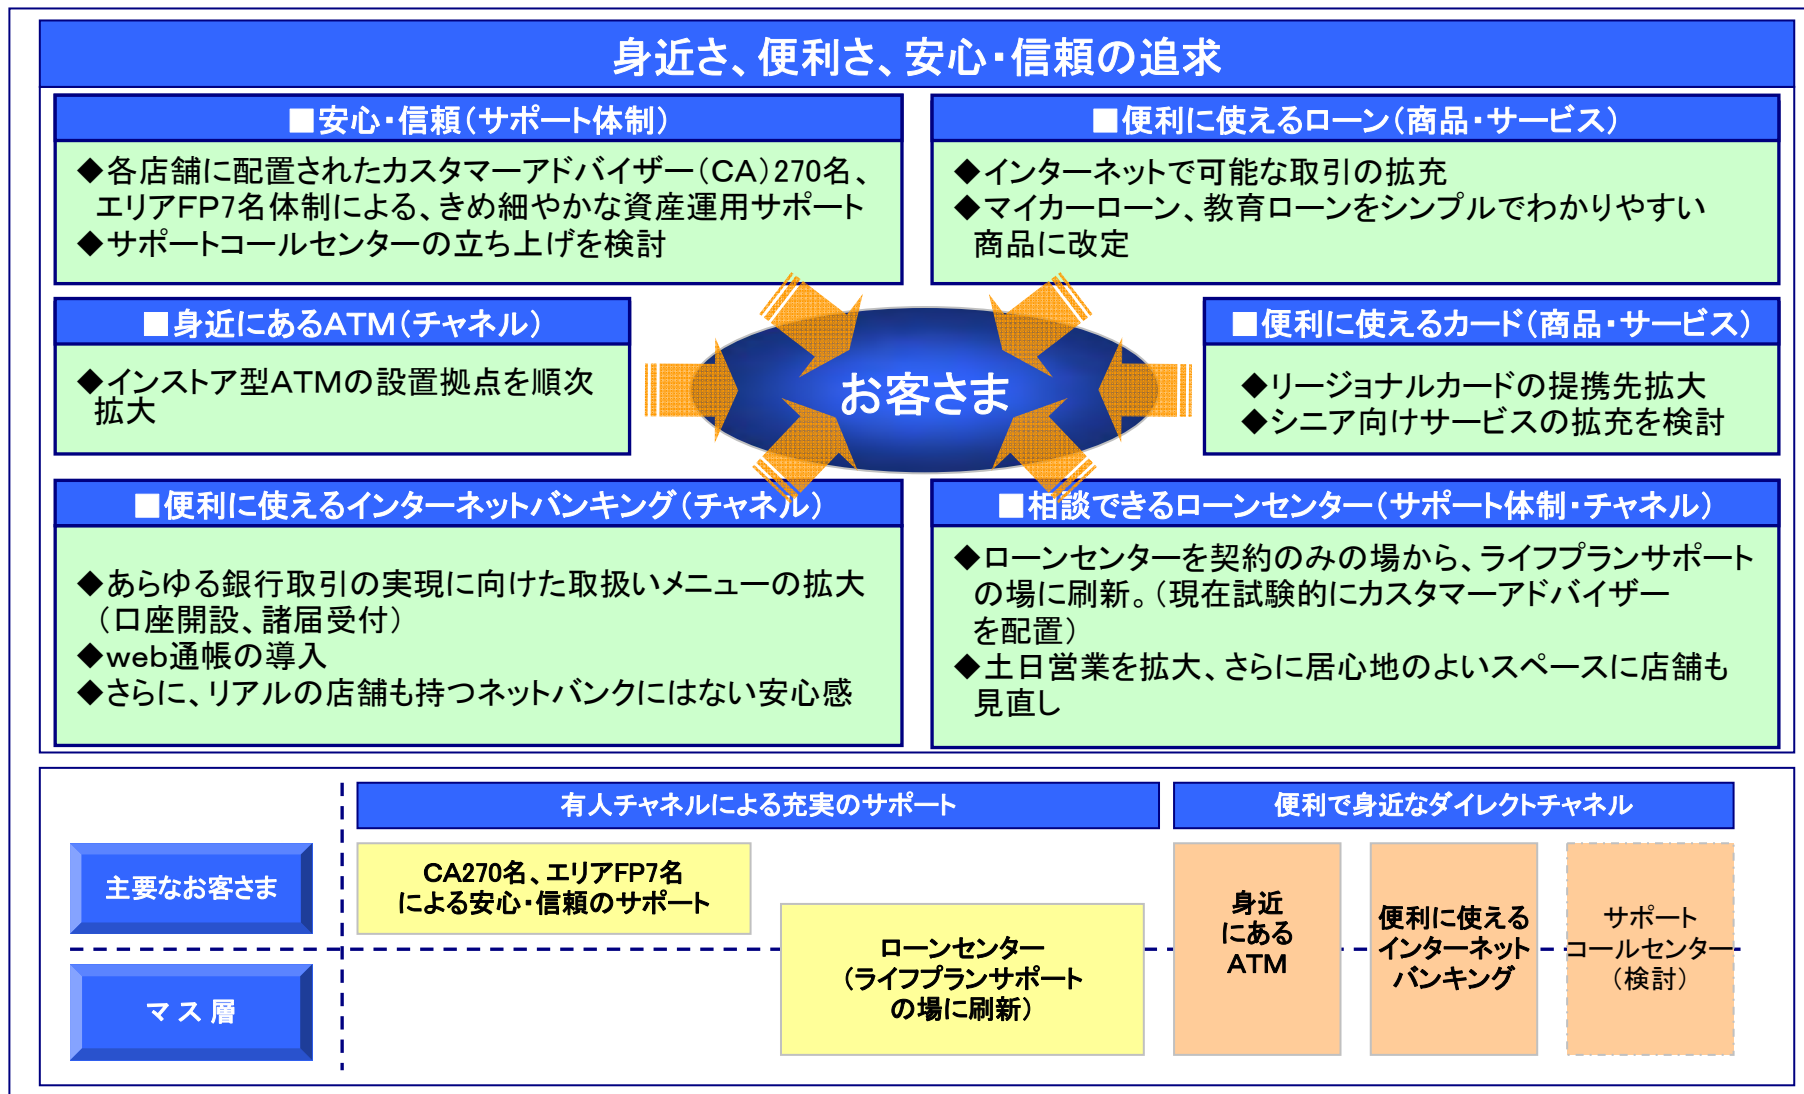 身近さ、便利さ、安心・信頼の追求
■安心・信頼(サポート体制)
◆各店舗に配置されたカスタマーアドバイザー(CA)270名、
エリアFP7名体制による、きめ細やかな資産運用サポート
◆サポートコールセンターの立ち上げを検討
■便利に使えるローン(商品・サービス)
◆インターネットで可能な取引の拡充
◆マイカーローン、教育ローンをシンプルでわかりやすい
商品に改定
■身近にあるATM(チャネル)
◆インストア型ATMの設置拠点を順次
拡大
お客さま
■便利に使えるカード(商品・サービス)
◆リージョナルカードの提携先拡大
◆シニア向けサービスの拡充を検討
■便利に使えるインターネットバンキング(チャネル)
◆あらゆる銀行取引の実現に向けた取扱いメニューの拡大
(口座開設、諸届受付)
◆web通帳の導入
◆さらに、リアルの店舗も持つネットバンクにはない安心感
■相談できるローンセンター(サポート体制・チャネル)
◆ローンセンターを契約のみの場から、ライフプランサポート
の場に刷新。(現在試験的にカスタマーアドバイザー
を配置)
◆土日営業を拡大、さらに居心地のよいスペースに店舗も
見直し
有人チャネルによる充実のサポート
便利で身近なダイレクトチャネル
主要なお客さま
CA270名、エリアFP7名
による安心・信頼のサポート
ローンセンター
(ライフプランサポート
の場に刷新)
身近
にある
ATM
便利に使える
インターネット
バンキング
サポート
コールセンター
(検討)
マス層